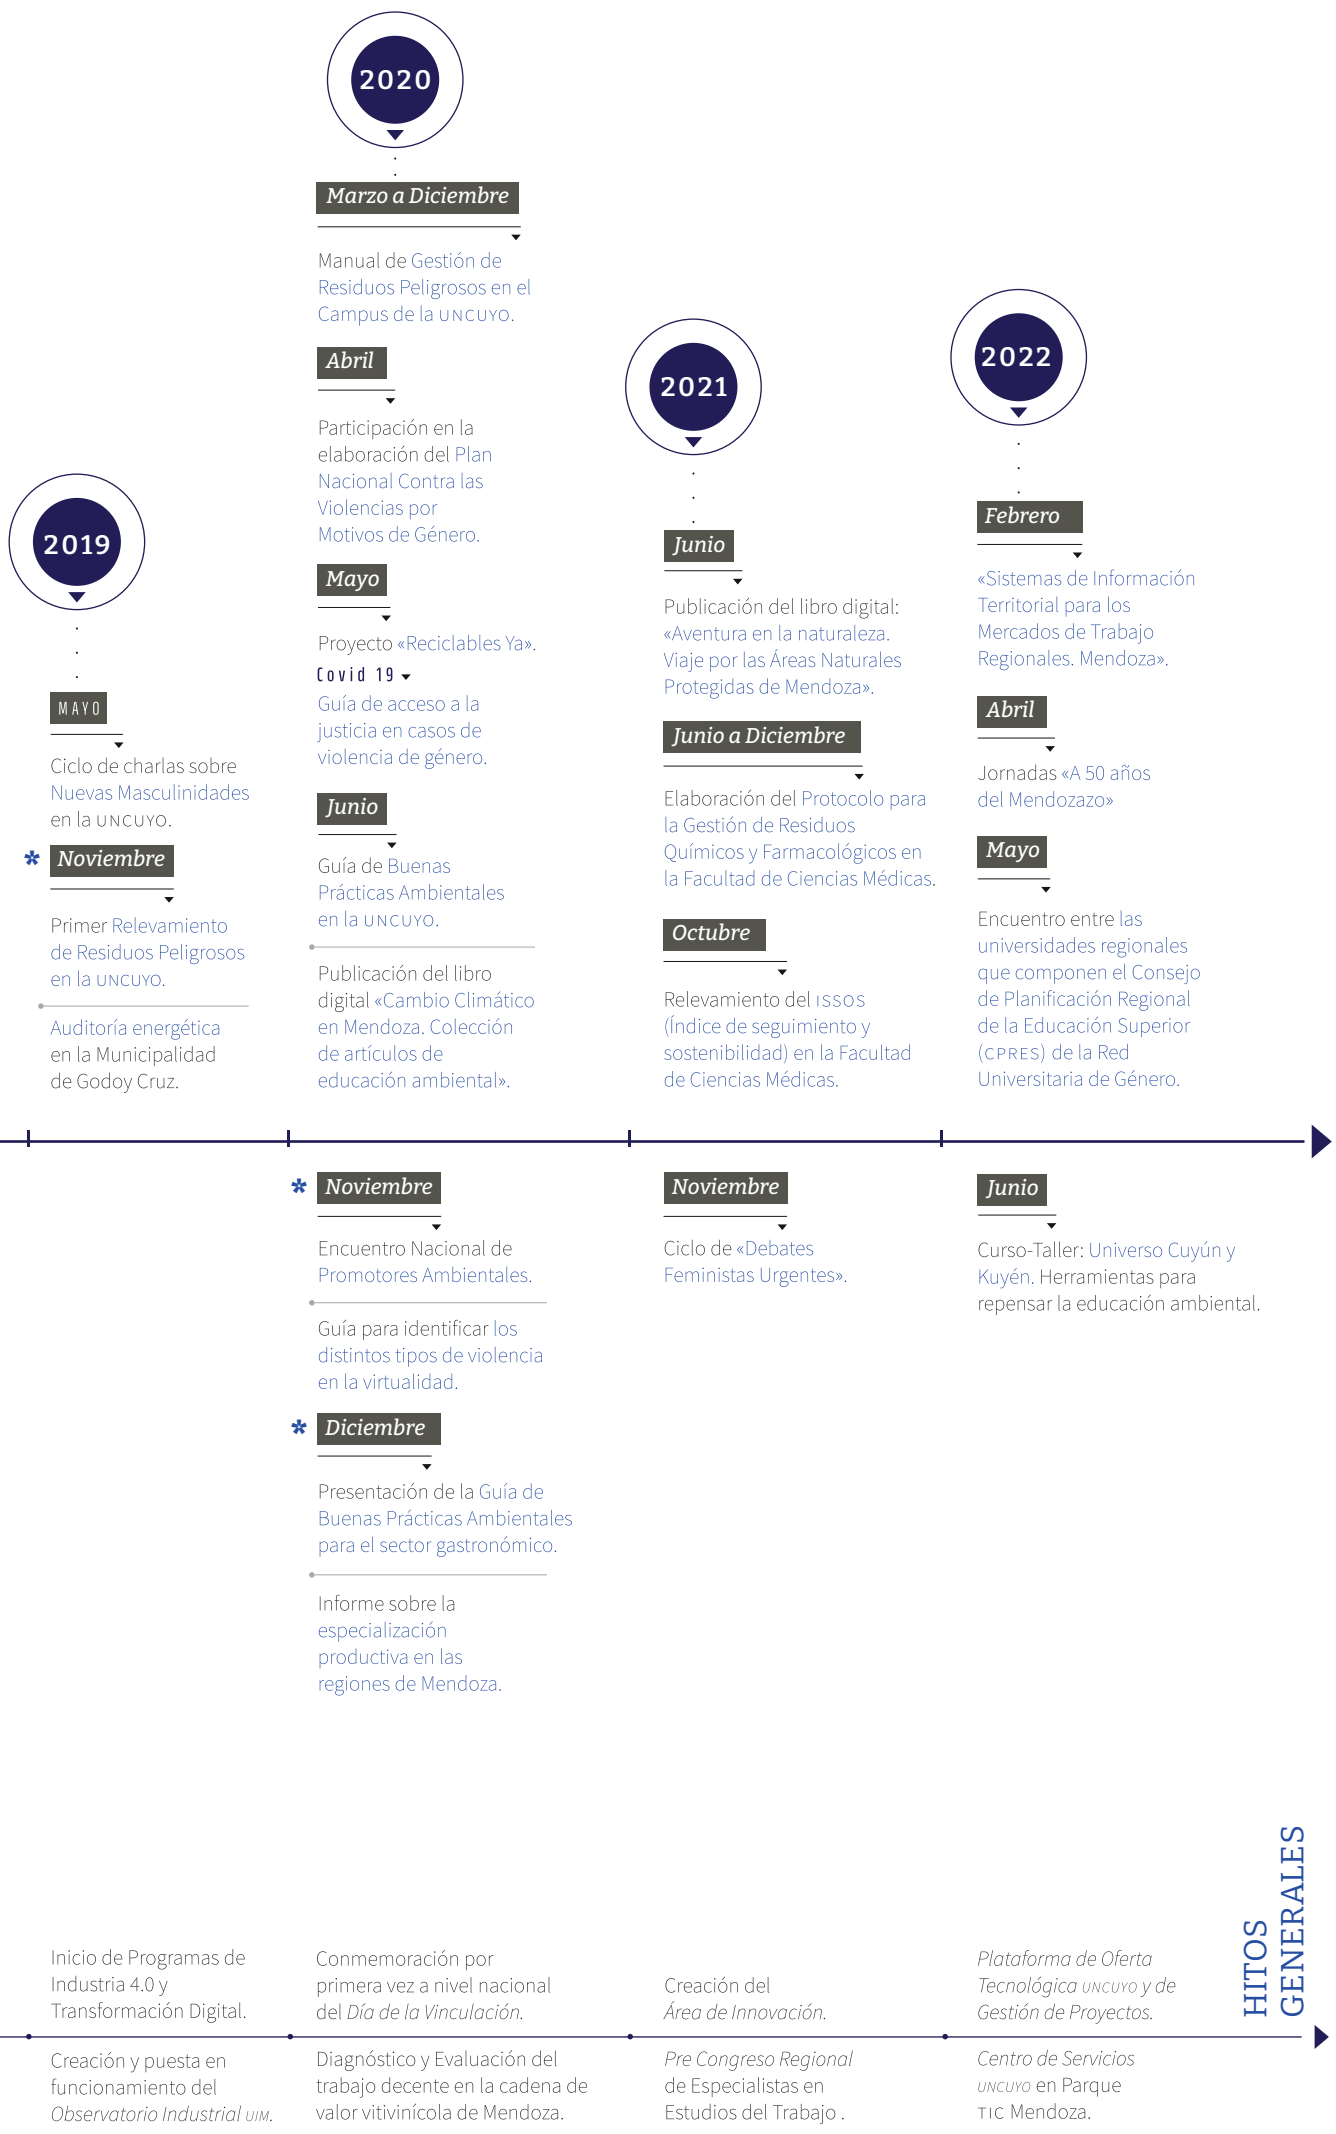 2019
MAYO
Ciclo de charlas sobre
Nuevas Masculinidades
en la UNCUYO.
* Noviembre
Primer Relevamiento
de Residuos Peligrosos
en la UNCUYO.
Auditoría energética
en la Municipalidad
de Godoy Cruz.
2020
Marzo a Diciembre
Manual de Gestión de
Residuos Peligrosos en el
Campus de la UNCUYO.
Abril
Participación en la
elaboración del Plan
Nacional Contra las
Violencias por
Motivos de Género.
Mayo
Proyecto «Reciclables Ya».
Covid 19
Guía de acceso a la
justicia en casos de
violencia de género.
Junio
Guía de Buenas
Prácticas Ambientales
en la UNCUYO.
Publicación del libro
digital «Cambio Climático
en Mendoza. Colección
de artículos de
educación ambiental».
* Noviembre
Encuentro Nacional de
Promotores Ambientales.
Guía para identificar los
distintos tipos de violencia
en la virtualidad.
* Diciembre
Presentación de la Guía de
Buenas Prácticas Ambientales
para el sector gastronómico.
Informe sobre la
especialización
productiva en las
regiones de Mendoza.
2021
Junio
Publicación del libro digital:
«Aventura en la naturaleza.
Viaje por las Áreas Naturales
Protegidas de Mendoza».
Junio a Diciembre
Elaboración del Protocolo para
la Gestión de Residuos
Químicos y Farmacológicos en
la Facultad de Ciencias Médicas.
Octubre
Relevamiento del ISSOS
(Índice de seguimiento y
sostenibilidad) en la Facultad
de Ciencias Médicas.
Noviembre
Ciclo de «Debates
Feministas Urgentes».
2022
Febrero
«Sistemas de Información
Territorial para los
Mercados de Trabajo
Regionales. Mendoza».
Abril
Jornadas «A 50 años
del Mendozazo»
Mayo
Encuentro entre las
universidades regionales
que componen el Consejo
de Planificación Regional
de la Educación Superior
(CPRES) de la Red
Universitaria de Género.
Junio
Curso-Taller: Universo Cuyún y
Kuyén. Herramientas para
repensar la educación ambiental.
HITOS
GENERALES
Inicio de Programas de
Industria 4.0 y
Transformación Digital.
Creación y puesta en
funcionamiento del
Observatorio Industrial UIM.
Conmemoración por
primera vez a nivel nacional
del Día de la Vinculación.
Diagnóstico y Evaluación del
trabajo decente en la cadena de
valor vitivinícola de Mendoza.
Creación del
Área de Innovación.
Pre Congreso Regional
de Especialistas en
Estudios del Trabajo .
Plataforma de Oferta
Tecnológica UNCUYO y de
Gestión de Proyectos.
Centro de Servicios
UNCUYO en Parque
TIC Mendoza.